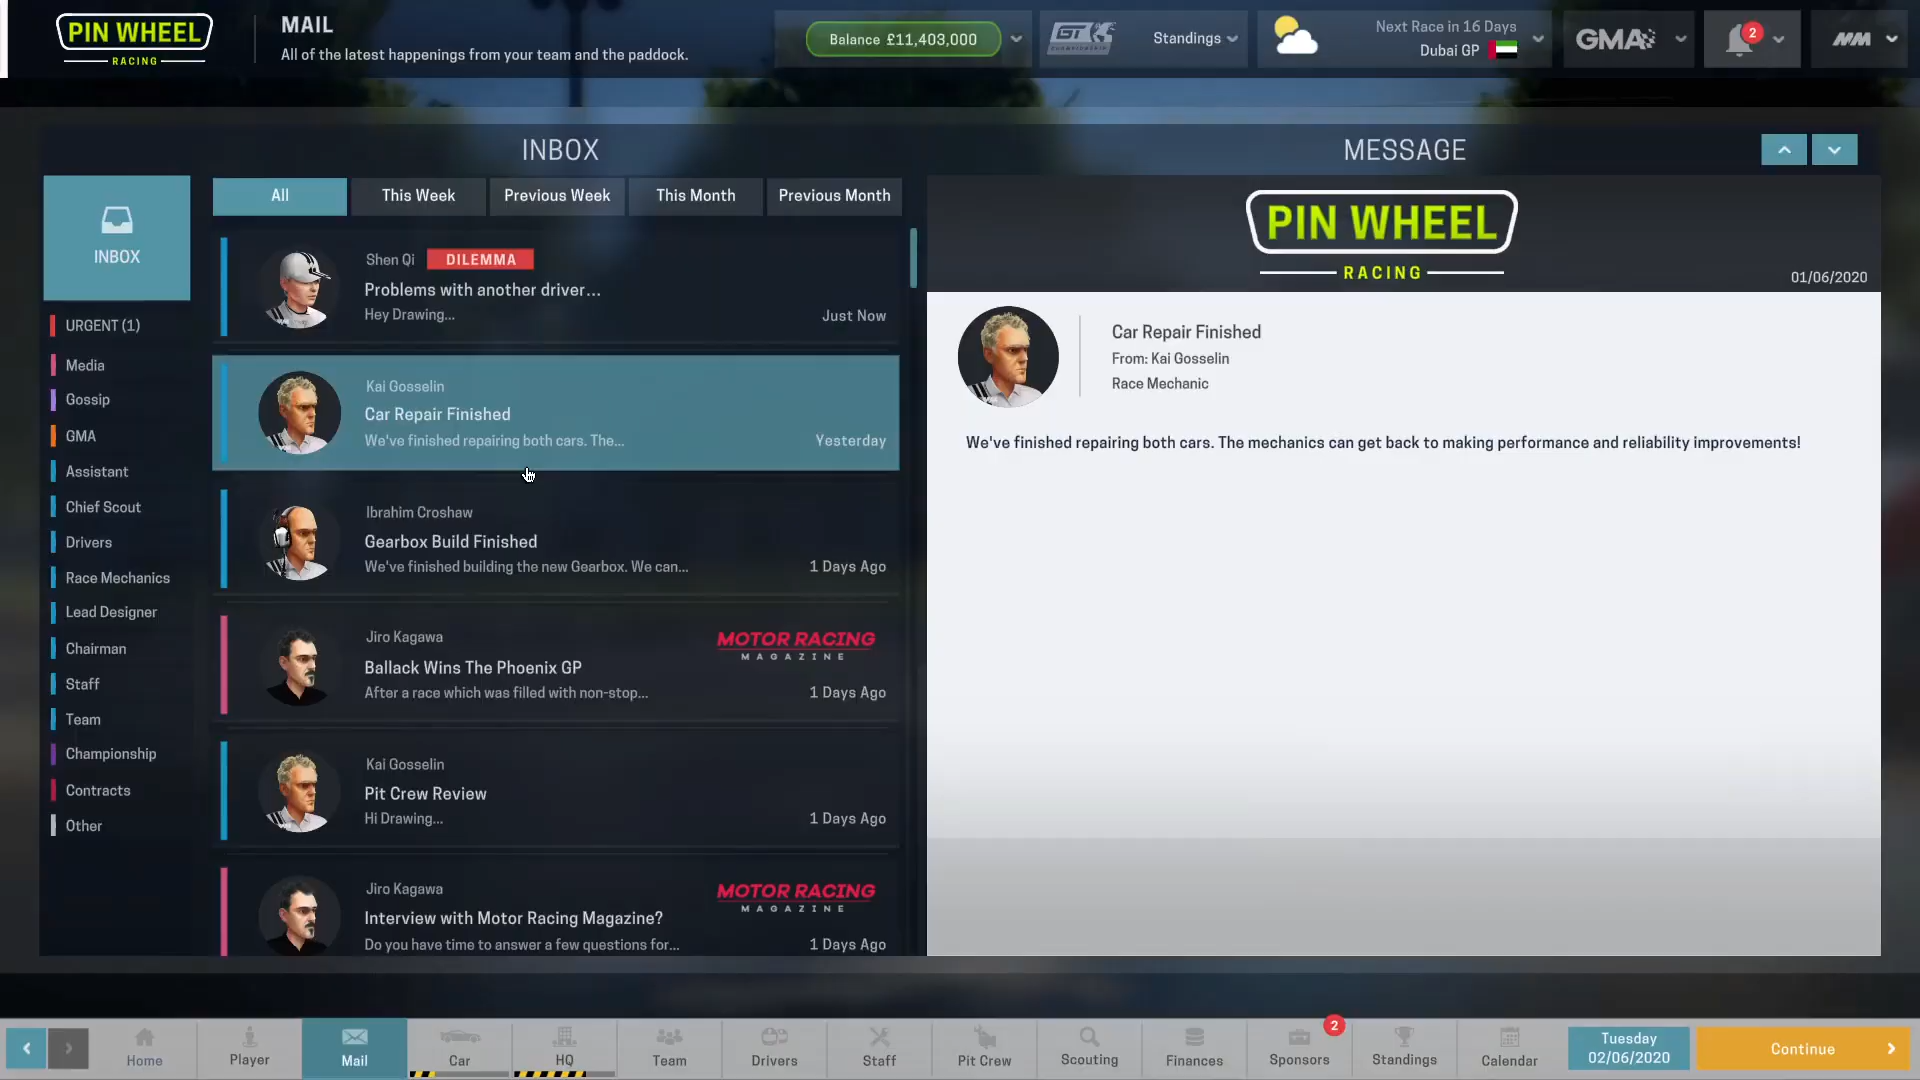 PIN WHEEL
RACING
MAIL
All of the latest happenings from your team and the paddock.
Balance £11,403,000
GT
Standings
Next Race in 16 Days
Dubai GP
GMA
2
INBOX
MESSAGE
INBOX
URGENT (1)
Media
Gossip
GMA
Assistant
Chief Scout
Drivers
Race Mechanics
Lead Designer
Chairman
Staff
Team
Championship
Contracts
Other
All
This Week
Previous Week
This Month
Previous Month
Shen Qi
DILEMMA
Problems with another driver...
Hey Drawing...
Just Now
Kai Gosselin
Car Repair Finished
We've finished repairing both cars. The...
Yesterday
Ibrahim Croshaw
Gearbox Build Finished
We've finished building the new Gearbox. We can...
1 Days Ago
Jiro Kagawa
MOTOR RACING
MAGAZINE
Ballack Wins The Phoenix GP
After a race which was filled with non-stop...
1 Days Ago
Kai Gosselin
Pit Crew Review
Hi Drawing...
1 Days Ago
Jiro Kagawa
MOTOR RACING
MAGAZINE
Interview with Motor Racing Magazine?
Do you have time to answer a few questions for...
1 Days Ago
PIN WHEEL
RACING
01/06/2020
Car Repair Finished
From: Kai Gosselin
Race Mechanic
We've finished repairing both cars. The mechanics can get back to making performance and reliability improvements!
Home
Player
Mail
Car
HQ
Team
Drivers
Staff
Pit Crew
Scouting
Finances
2
Sponsors
Standings
Calendar
Tuesday
02/06/2020
Continue